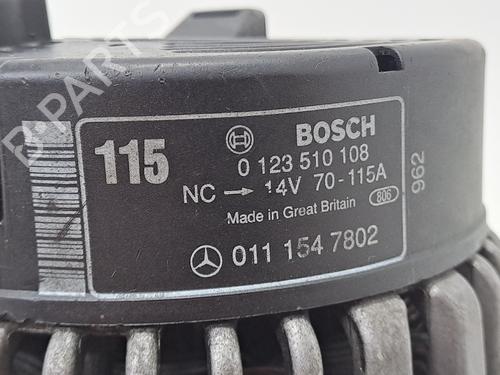 115
BOSCH
0 123 510 108
NC → 14V 70-115A
Made in Great Britain
806
962
011 154 7802
B-PARTS